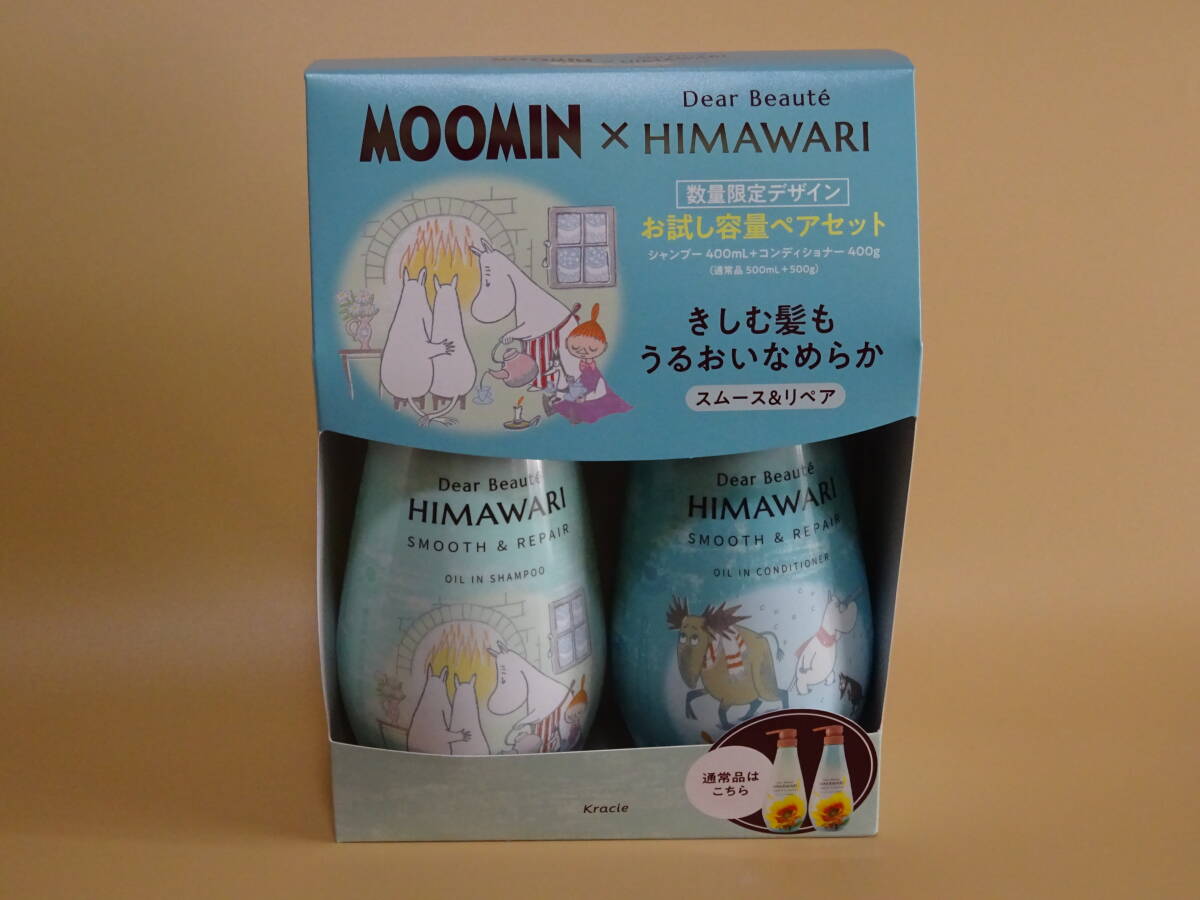 MOOMIN × Dear Beauté HIMAWARI
数量限定デザイン
お試し容量ペアセット
シャンプー 400mL+コンディショナー 400g
(通常品 500mL+500g)
きしむ髪も
うるおいなめらか
スムース&リペア
Dear Beauté
HIMAWARI
SMOOTH & REPAIR
OIL IN SHAMPOO
Dear Beauté
HIMAWARI
SMOOTH & REPAIR
OIL IN CONDITIONER
通常品は
こちら
HIMAWARI
HIMAWARI
Kracie